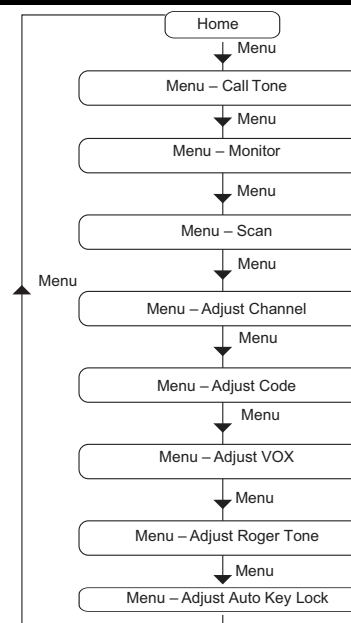 Home
Menu
Menu – Call Tone
Menu
Menu – Monitor
Menu
Menu – Scan
Menu
Menu
Menu – Adjust Channel
Menu
Menu – Adjust Code
Menu
Menu – Adjust VOX
Menu
Menu – Adjust Roger Tone
Menu
Menu – Adjust Auto Key Lock